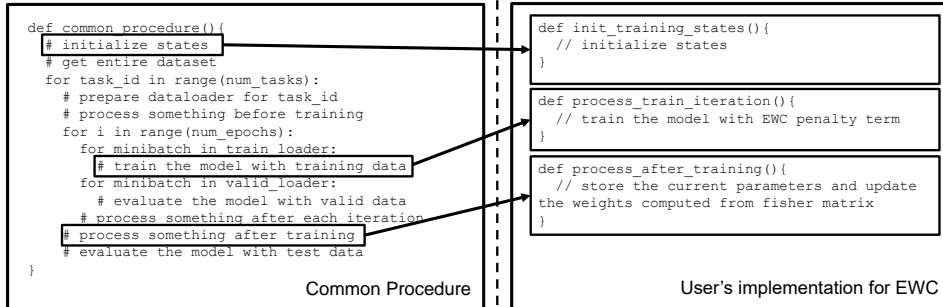 def common_procedure(){
# initialize states
# get entire dataset
for task_id in range(num_tasks):
# prepare dataloader for task_id
# process something before training
for i in range(num_epochs):
for minibatch in train_loader:
# train the model with training data
for minibatch in valid_loader:
# evaluate the model with valid data
# process something after each iteration
# process something after training
# evaluate the model with test data
}
Common Procedure
def init_training_states(){
// initialize states
}
def process_train_iteration(){
// train the model with EWC penalty term
}
def process_after_training(){
// store the current parameters and update
the weights computed from fisher matrix
}
User's implementation for EWC